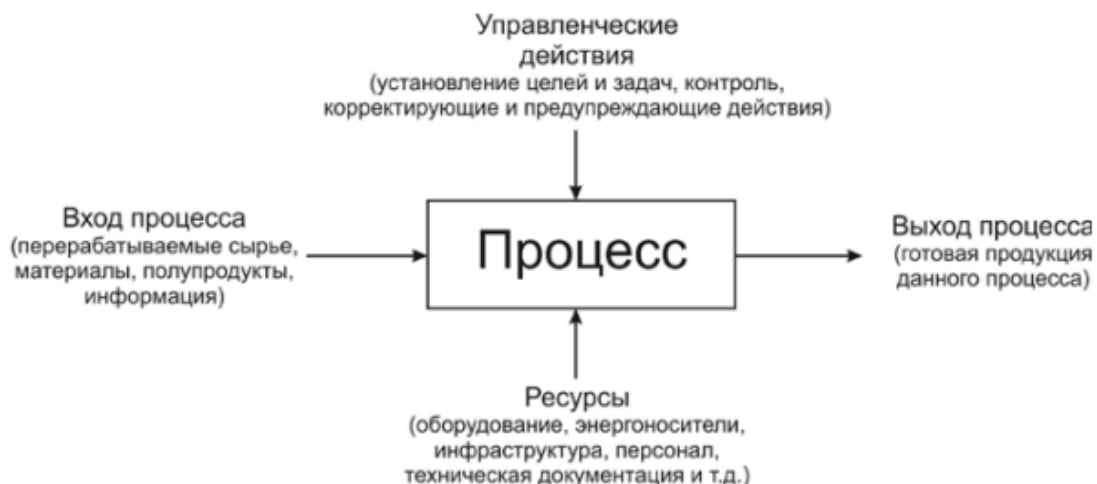 Управленческие
действия
(установление целей и задач, контроль,
корректирующие и предупреждающие действия)
Вход процесса
(перерабатываемые сырье,
материалы, полупродукты,
информация)
Процесс
Выход процесса
(готовая продукция
данного процесса)
Ресурсы
(оборудование, энергоносители,
инфраструктура, персонал,
техническая документация и т.д.)